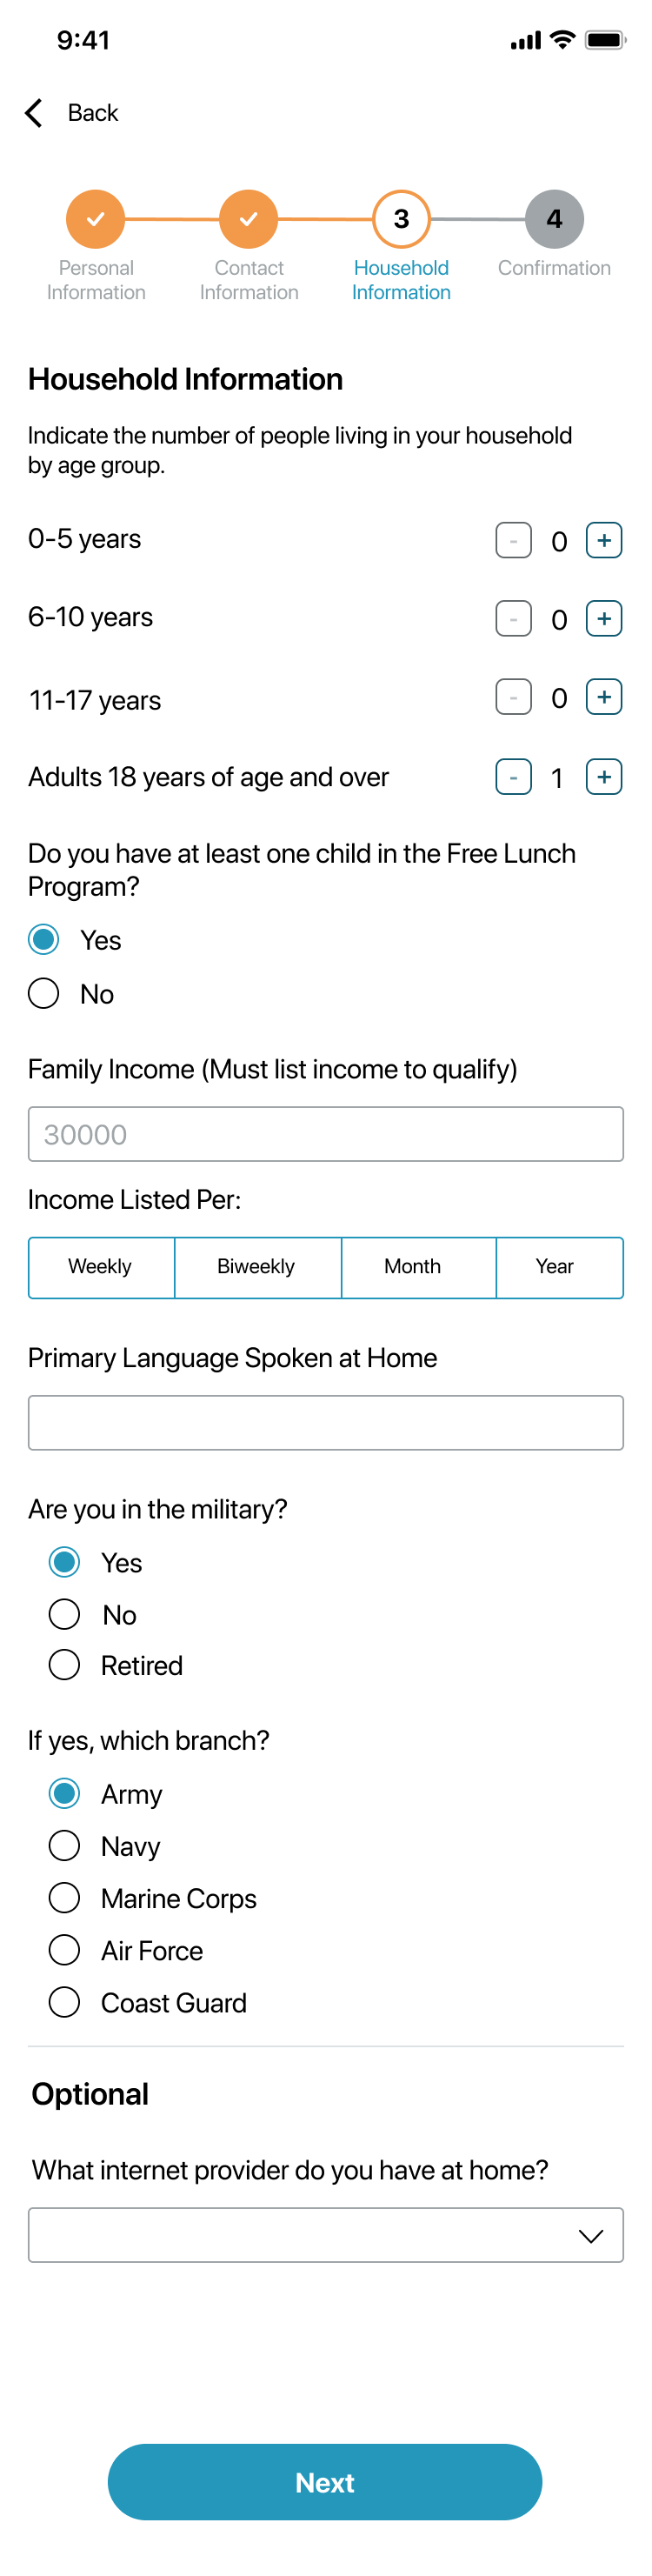 9:41
Back
3
4
Personal
Information
Contact
Information
Household
Information
Confirmation
Household Information
Indicate the number of people living in your household
by age group.
0-5 years - 0 +
6-10 years - 0 +
11-17 years - 0 +
Adults 18 years of age and over - 1 +
Do you have at least one child in the Free Lunch
Program?
Yes
No
Family Income (Must list income to qualify)
30000
Income Listed Per:
Weekly Biweekly Month Year
Primary Language Spoken at Home
Are you in the military?
Yes
No
Retired
If yes, which branch?
Army
Navy
Marine Corps
Air Force
Coast Guard
Optional
What internet provider do you have at home?
Next